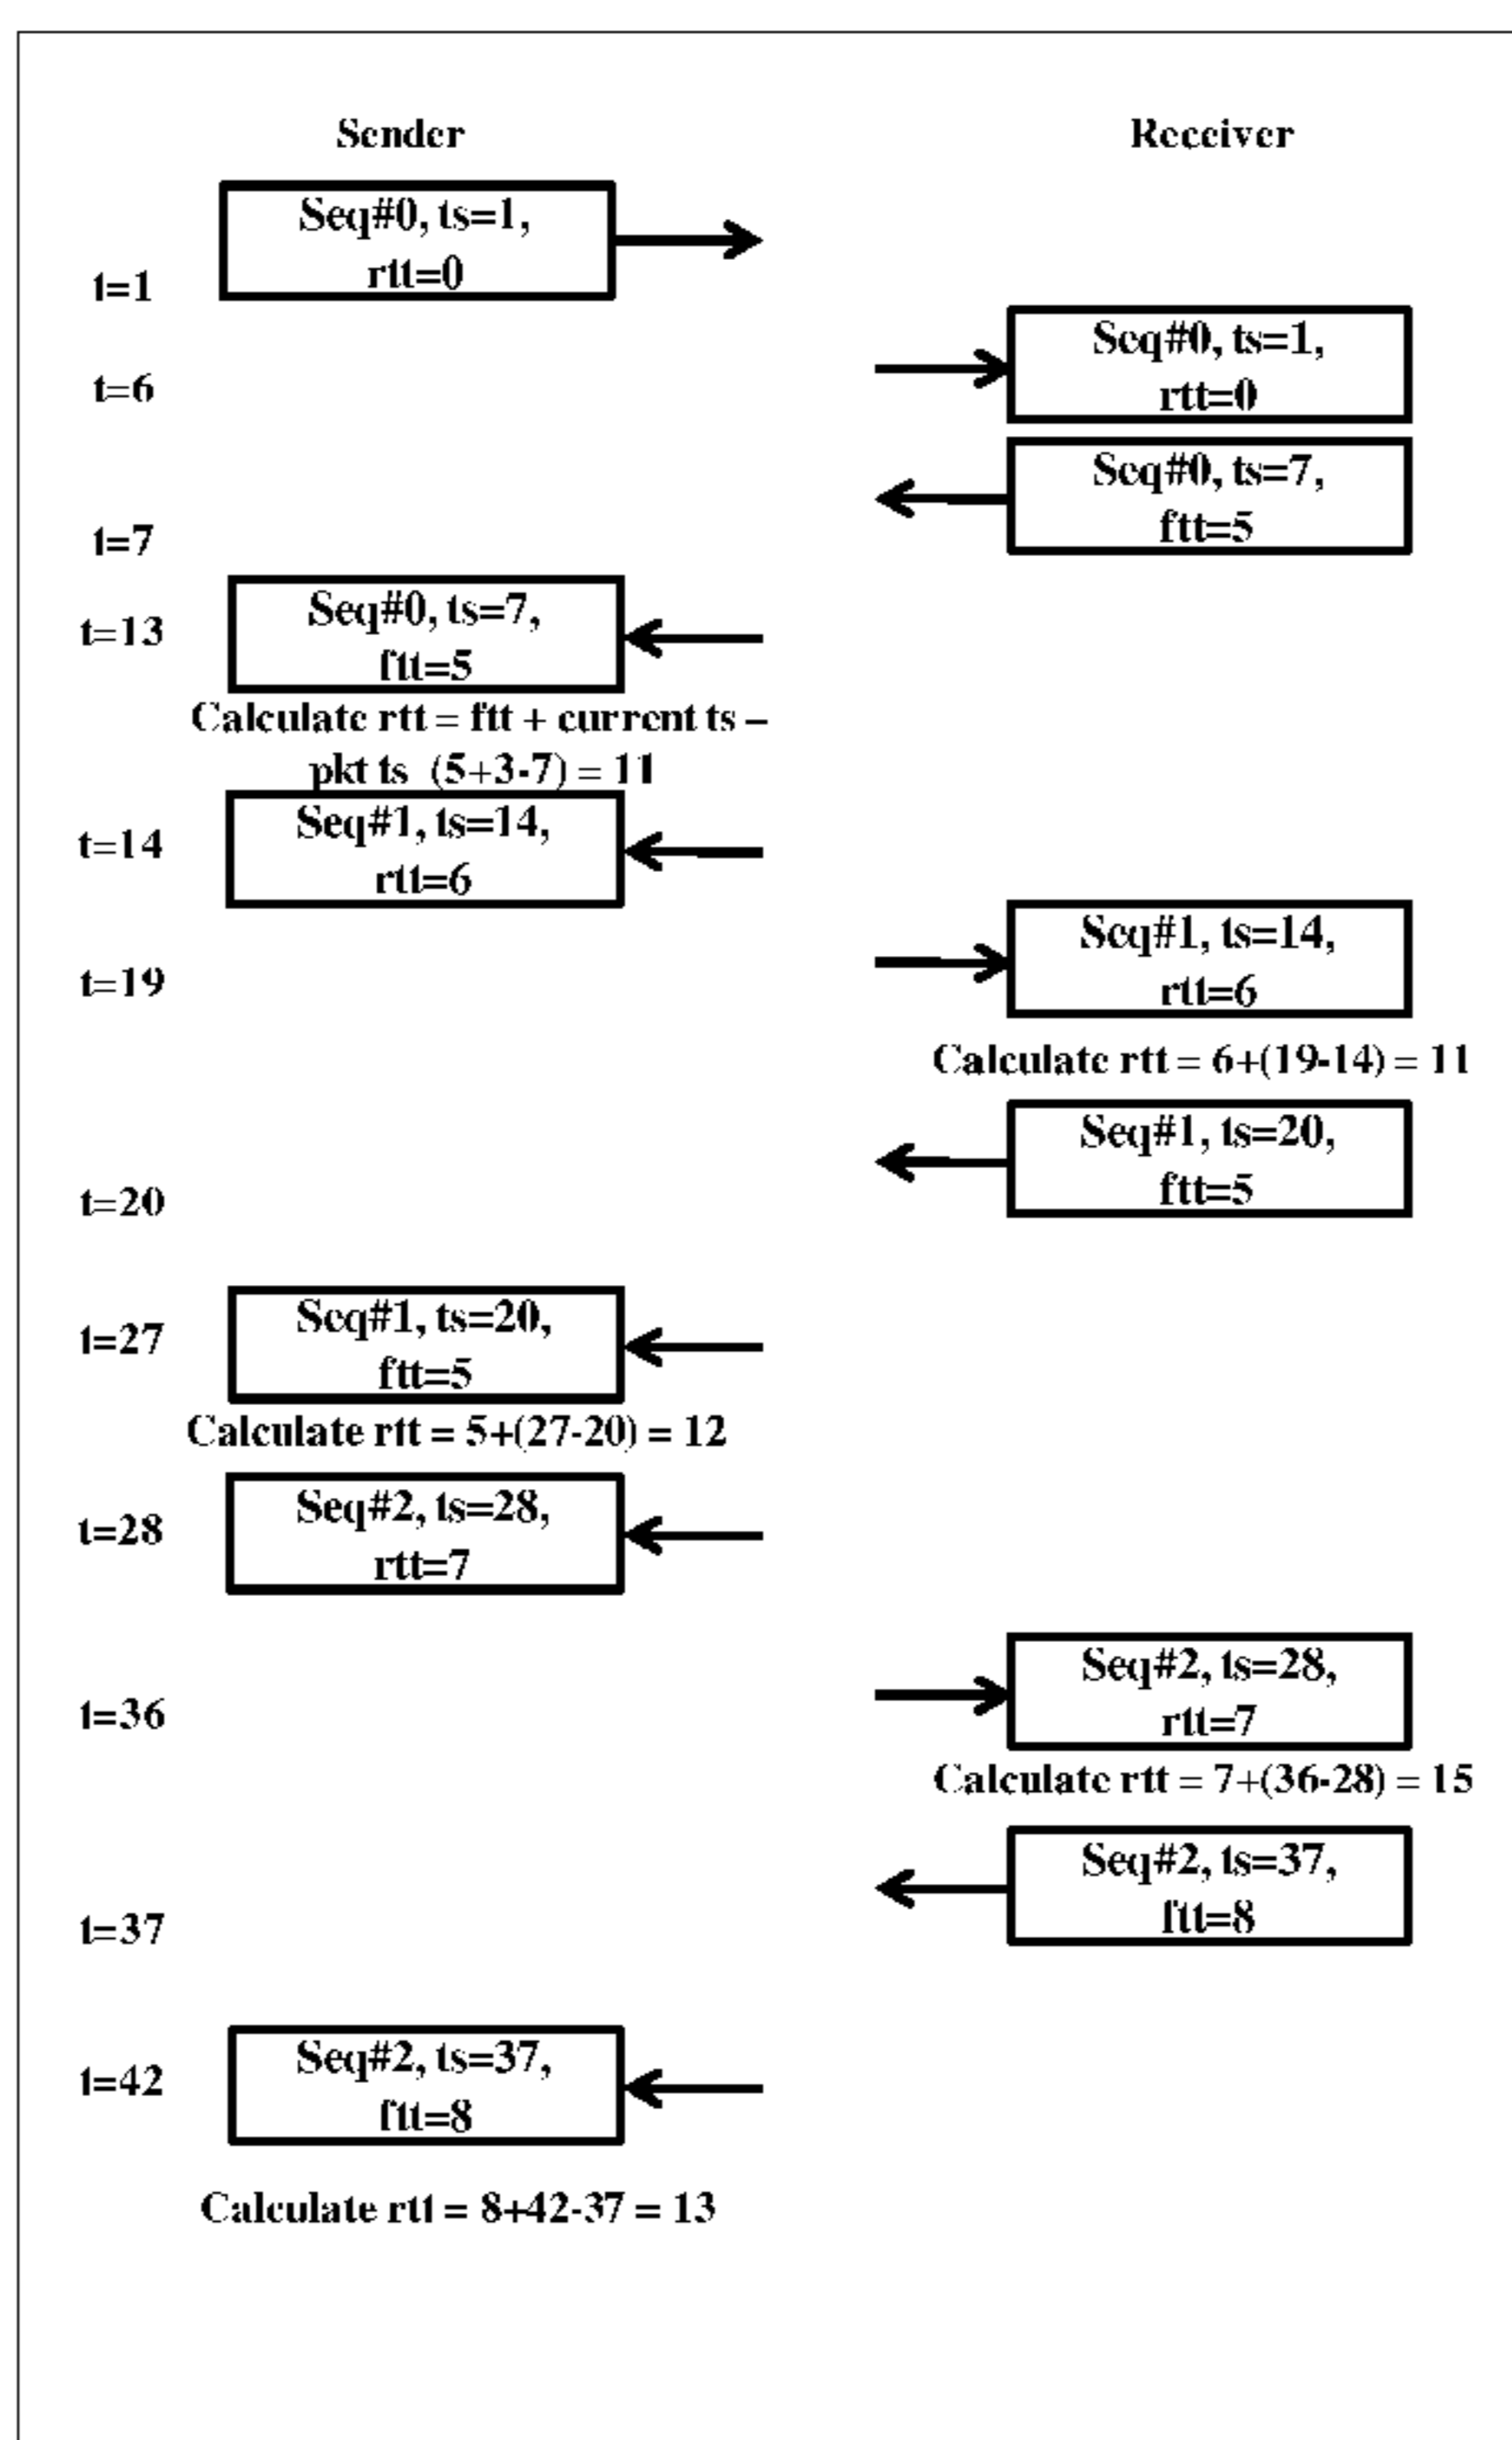 Sender
Receiver
Seq#0, ts=1,
rtt=0
t=1
Seq#0, ts=1,
rtt=0
t=6
Seq#0, ts=7,
ftt=5
t=7
Seq#0, ts=7,
ftt=5
t=13
Calculate rtt = ftt + current ts –
pkt ts (5+3-7) = 11
Seq#1, ts=14,
rtt=6
t=14
Seq#1, ts=14,
rtt=6
t=19
Calculate rtt = 6+(19-14) = 11
Seq#1, ts=20,
ftt=5
t=20
Seq#1, ts=20,
ftt=5
t=27
Calculate rtt = 5+(27-20) = 12
Seq#2, ts=28,
rtt=7
t=28
Seq#2, ts=28,
rtt=7
t=36
Calculate rtt = 7+(36-28) = 15
Seq#2, ts=37,
ftt=8
t=37
Seq#2, ts=37,
ftt=8
t=42
Calculate rtt = 8+42-37 = 13